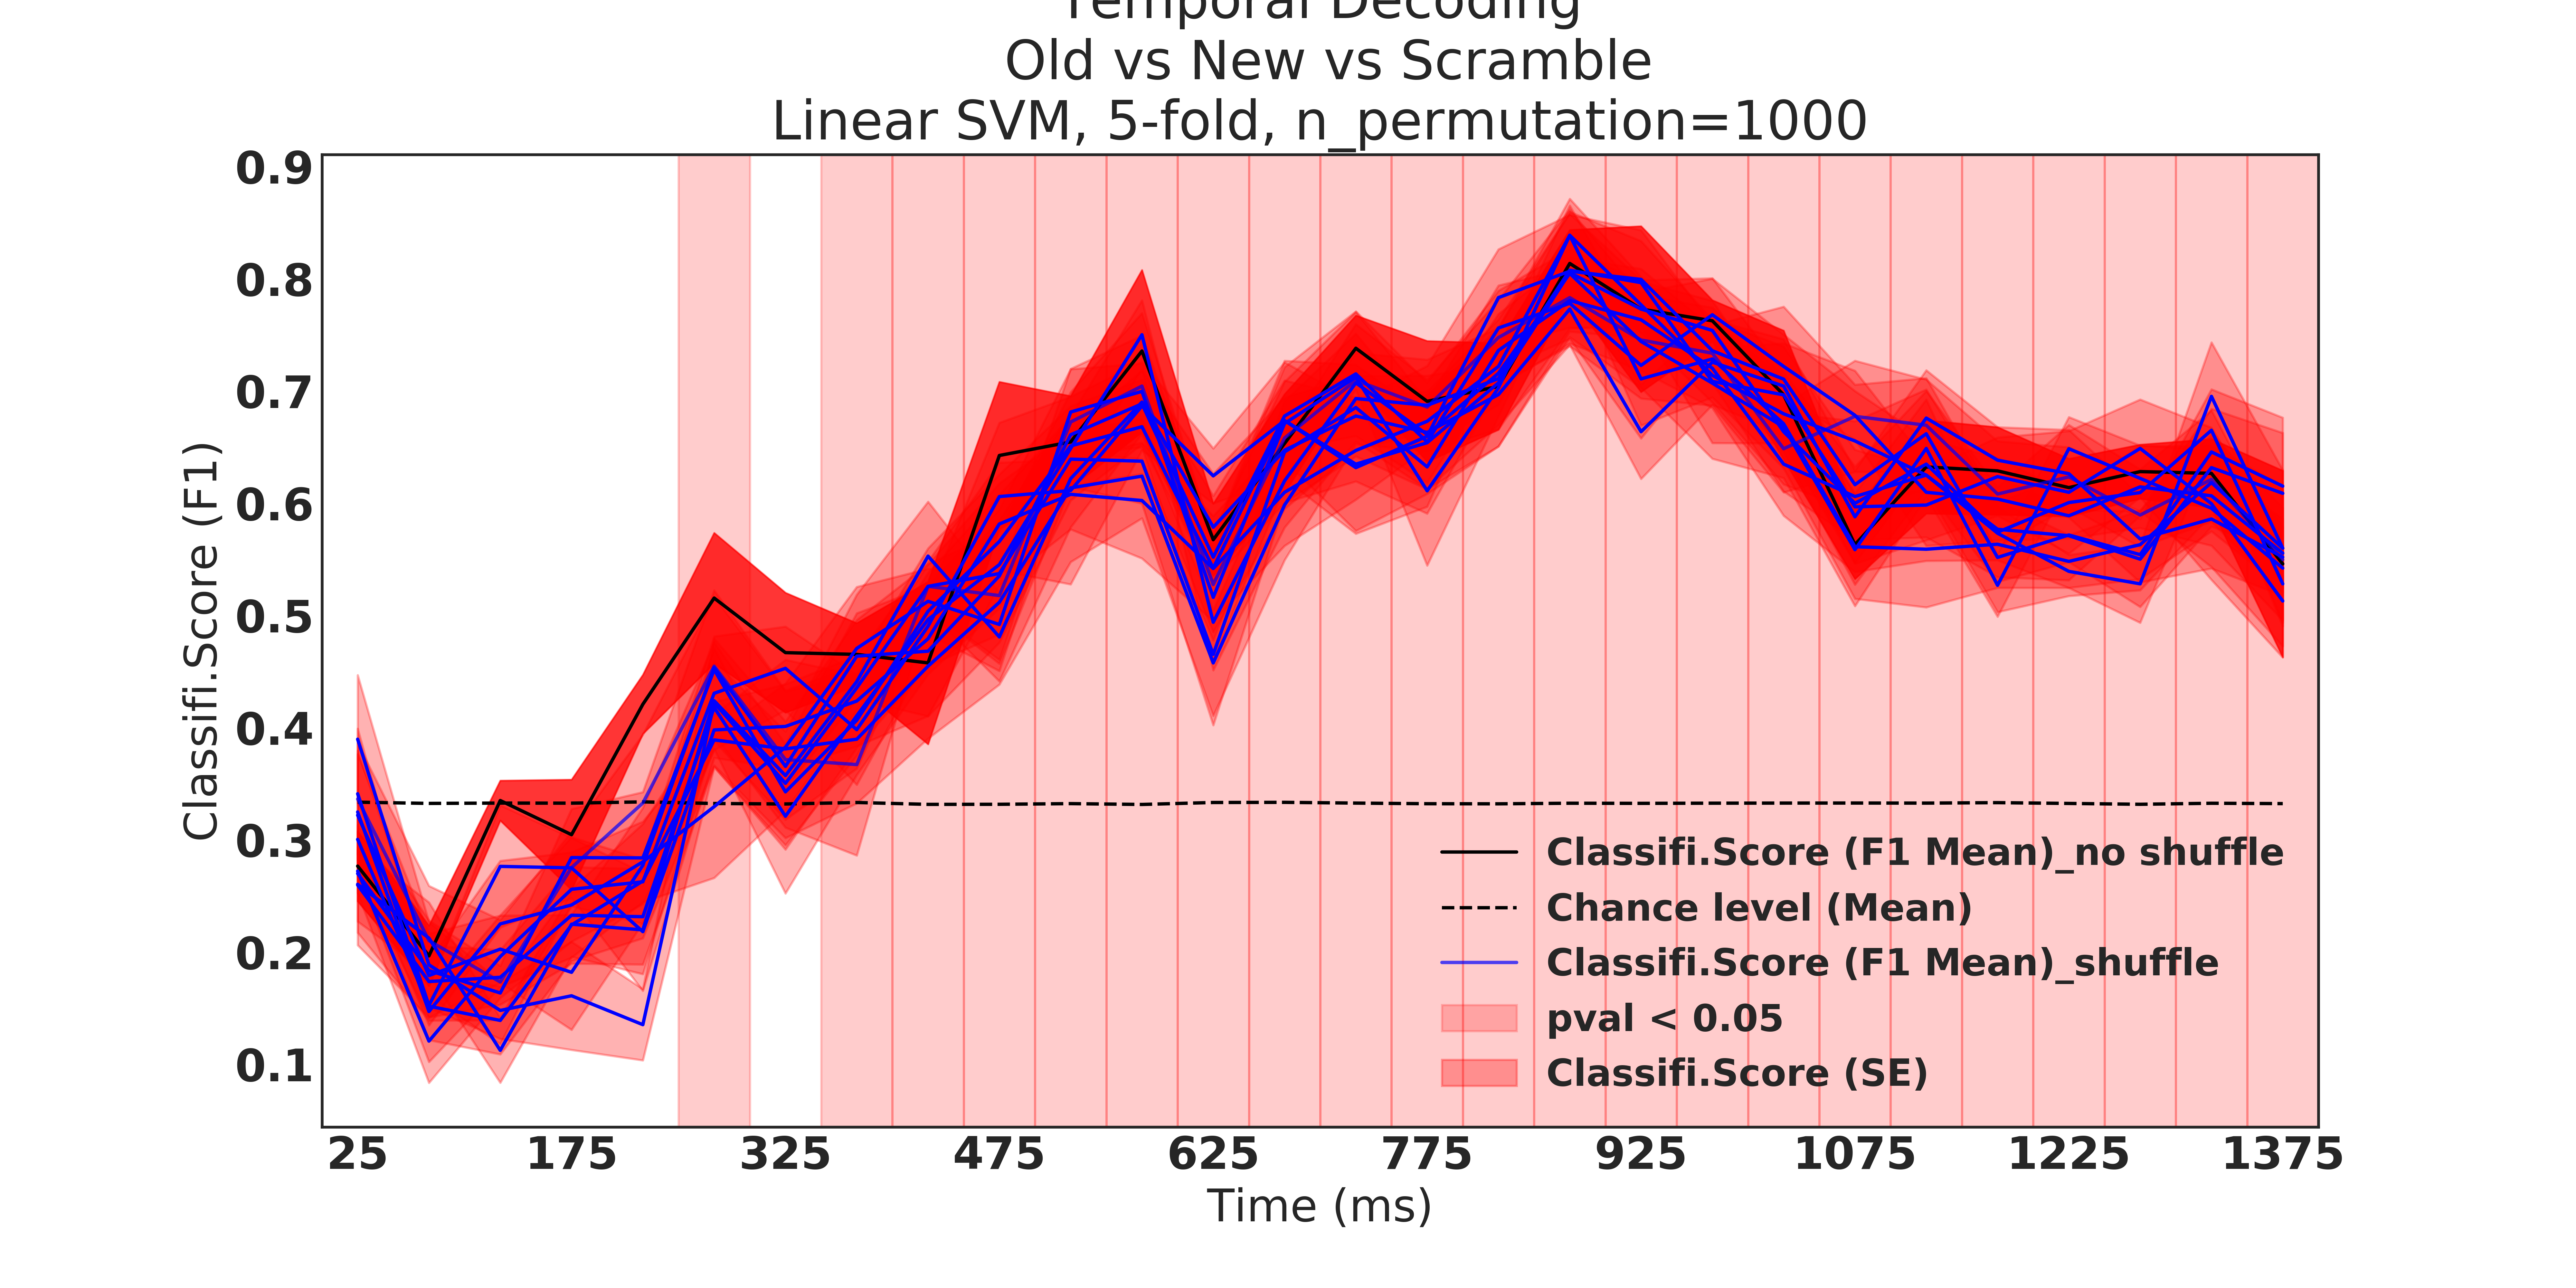 Temporal Decoding
Old vs New vs Scramble
Linear SVM, 5-fold, n_permutation=1000
0.9
0.8
0.7
0.6
0.5
0.4
0.3
0.2
0.1
Classifi.Score (F1)
Classifi.Score (F1 Mean)_no shuffle
Chance level (Mean)
Classifi.Score (F1 Mean)_shuffle
pval < 0.05
Classifi.Score (SE)
25 175 325 475 625 775 925 1075 1225 1375
Time (ms)